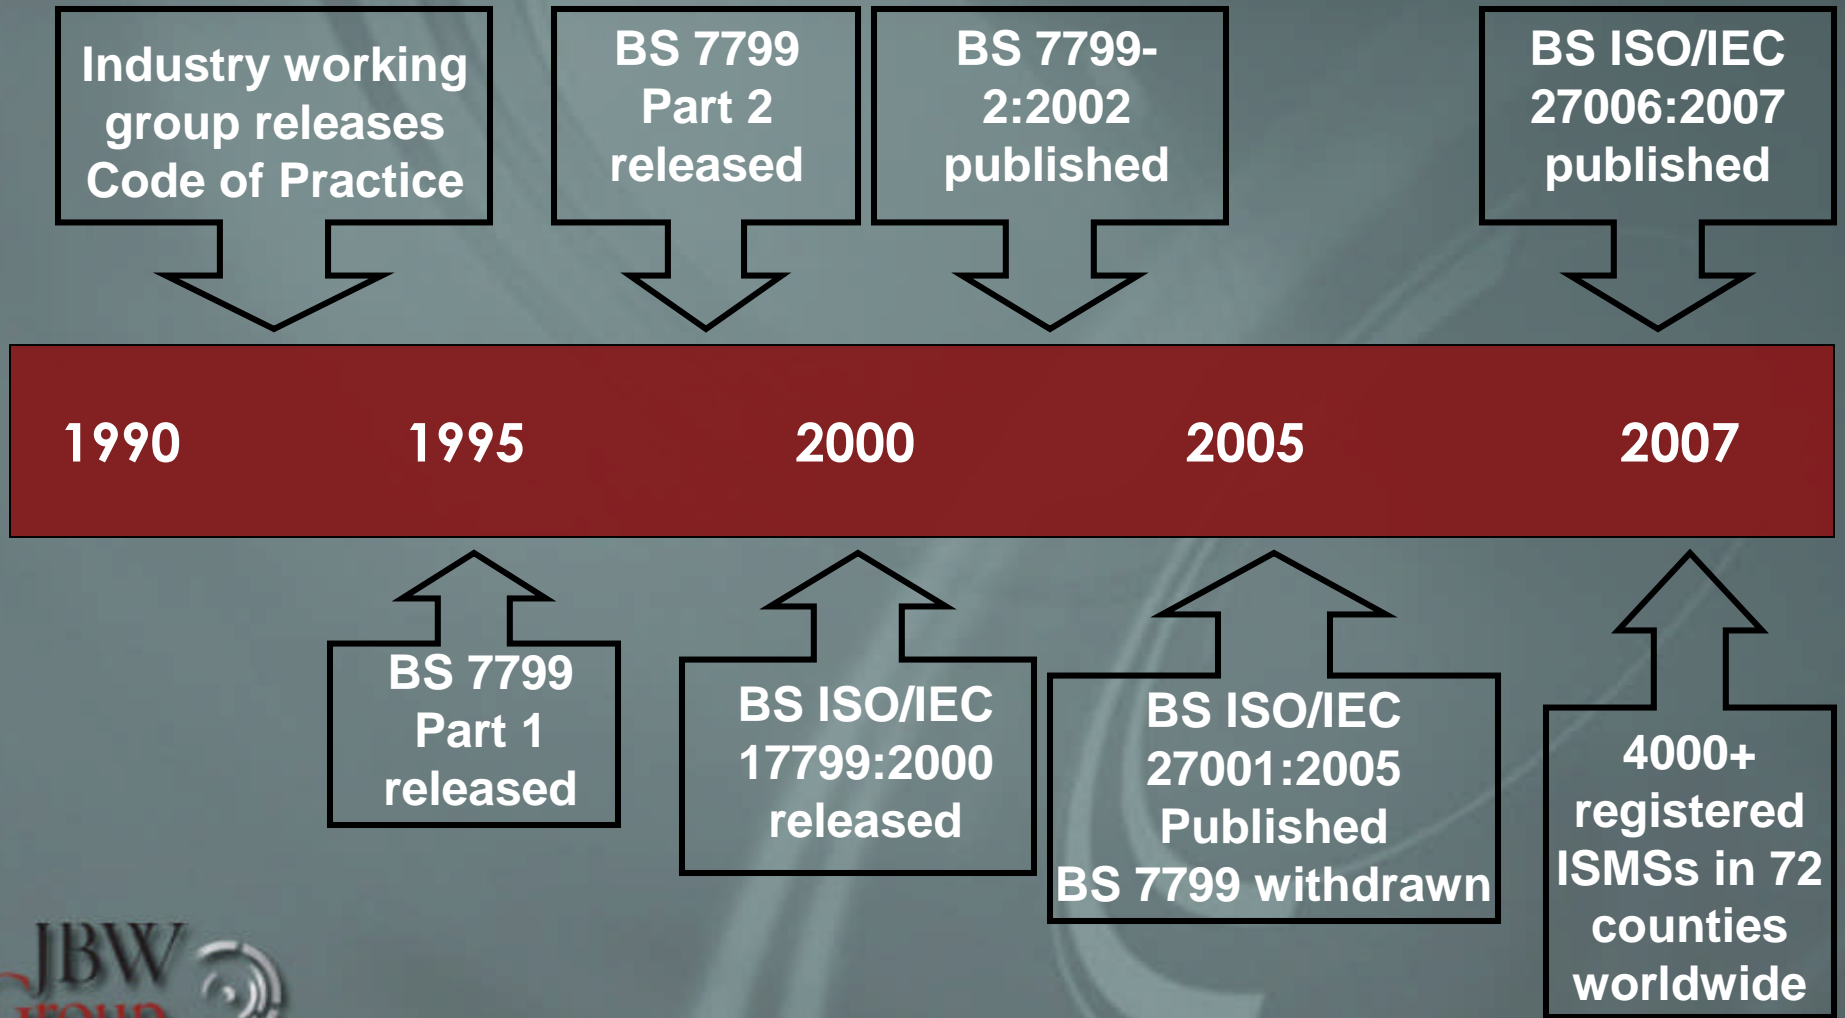 Industry working
group releases
Code of Practice
BS 7799
Part 2
released
BS 7799-
2:2002
published
BS ISO/IEC
27006:2007
published
1990
1995
2000
2005
2007
BS 7799
Part 1
released
BS ISO/IEC
17799:2000
released
BS ISO/IEC
27001:2005
Published
BS 7799 withdrawn
4000+
registered
ISMSs in 72
counties
worldwide
JBW
Group